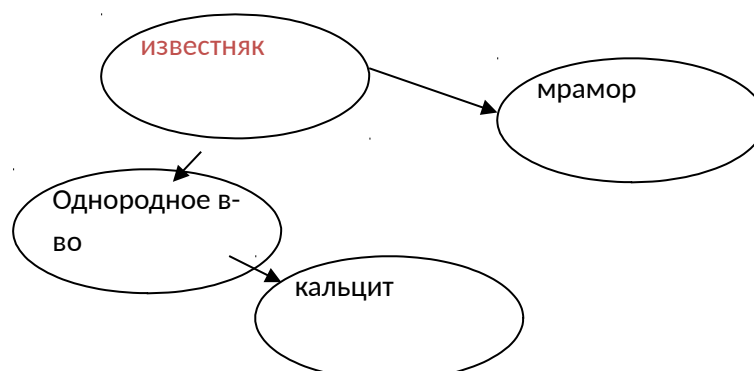 известняк
мрамор
Однородное в-
во
кальцит